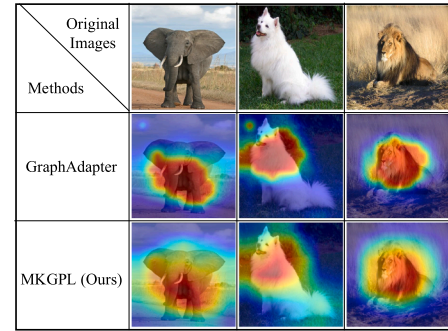 Original
Images
Methods
GraphAdapter
MKGPL (Ours)